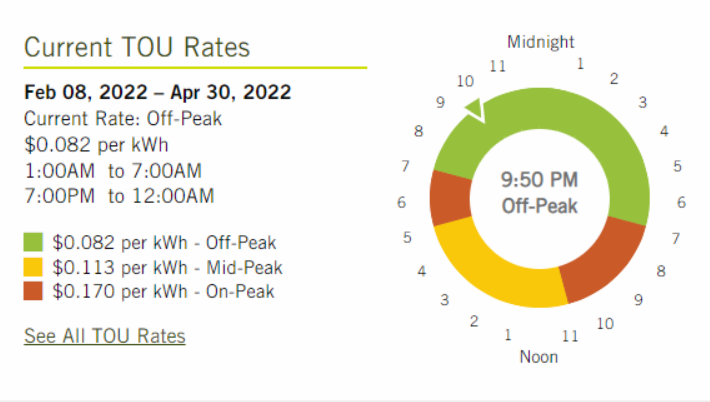 Current TOU Rates
Feb 08, 2022 – Apr 30, 2022
Current Rate: Off-Peak
$0.082 per kWh
1:00AM to 7:00AM
7:00PM to 12:00AM
$0.082 per kWh - Off-Peak
$0.113 per kWh - Mid-Peak
$0.170 per kWh - On-Peak
See All TOU Rates
Midnight
1
2
3
4
5
6
7
8
9
10
11
Noon
1
2
3
4
5
6
7
8
9
10
11
9:50 PM
Off-Peak